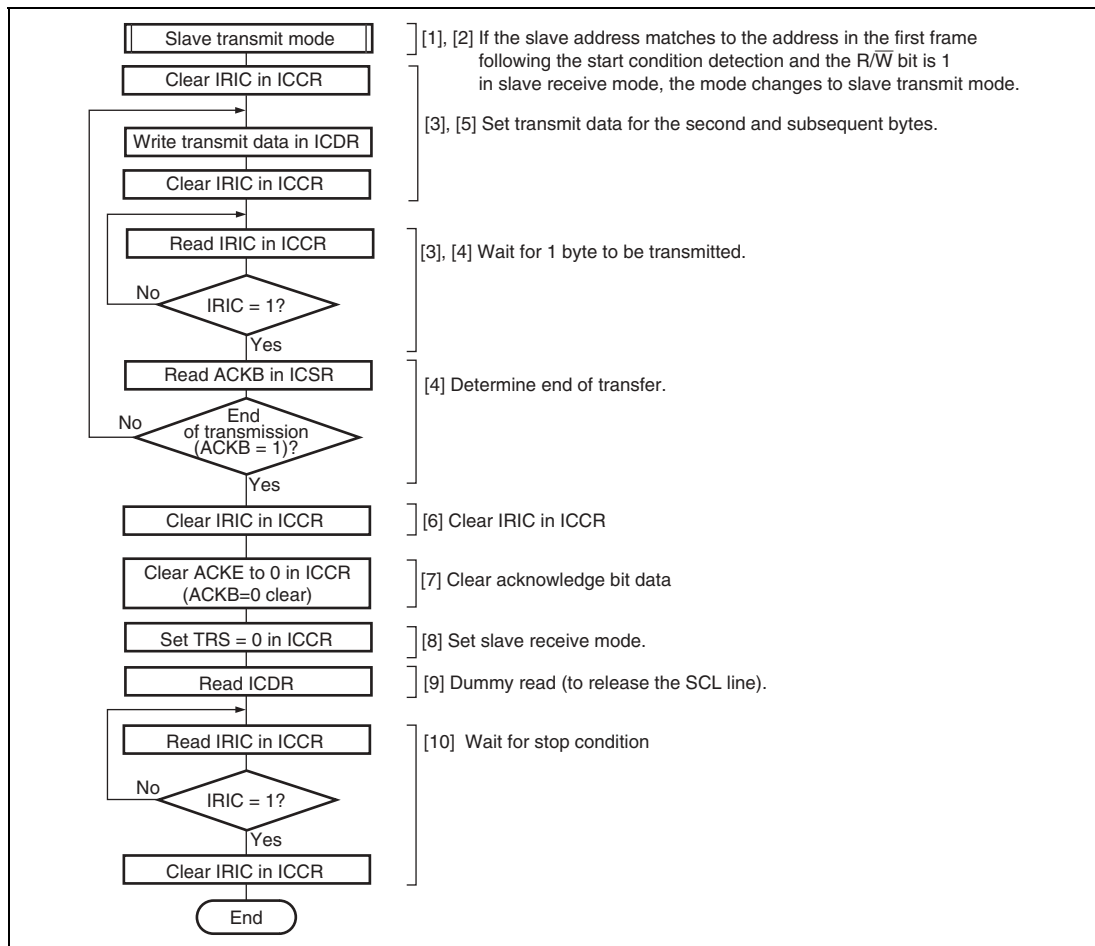 Slave transmit mode
[1], [2] If the slave address matches to the address in the first frame
following the start condition detection and the R/W̅ bit is 1
in slave receive mode, the mode changes to slave transmit mode.
Clear IRIC in ICCR
[3], [5] Set transmit data for the second and subsequent bytes.
Write transmit data in ICDR
Clear IRIC in ICCR
Read IRIC in ICCR
[3], [4] Wait for 1 byte to be transmitted.
No
IRIC = 1?
Yes
Read ACKB in ICSR
[4] Determine end of transfer.
No
End
of transmission
(ACKB = 1)?
Yes
Clear IRIC in ICCR
[6] Clear IRIC in ICCR
Clear ACKE to 0 in ICCR
(ACKB=0 clear)
[7] Clear acknowledge bit data
Set TRS = 0 in ICCR
[8] Set slave receive mode.
Read ICDR
[9] Dummy read (to release the SCL line).
Read IRIC in ICCR
[10] Wait for stop condition
No
IRIC = 1?
Yes
Clear IRIC in ICCR
End